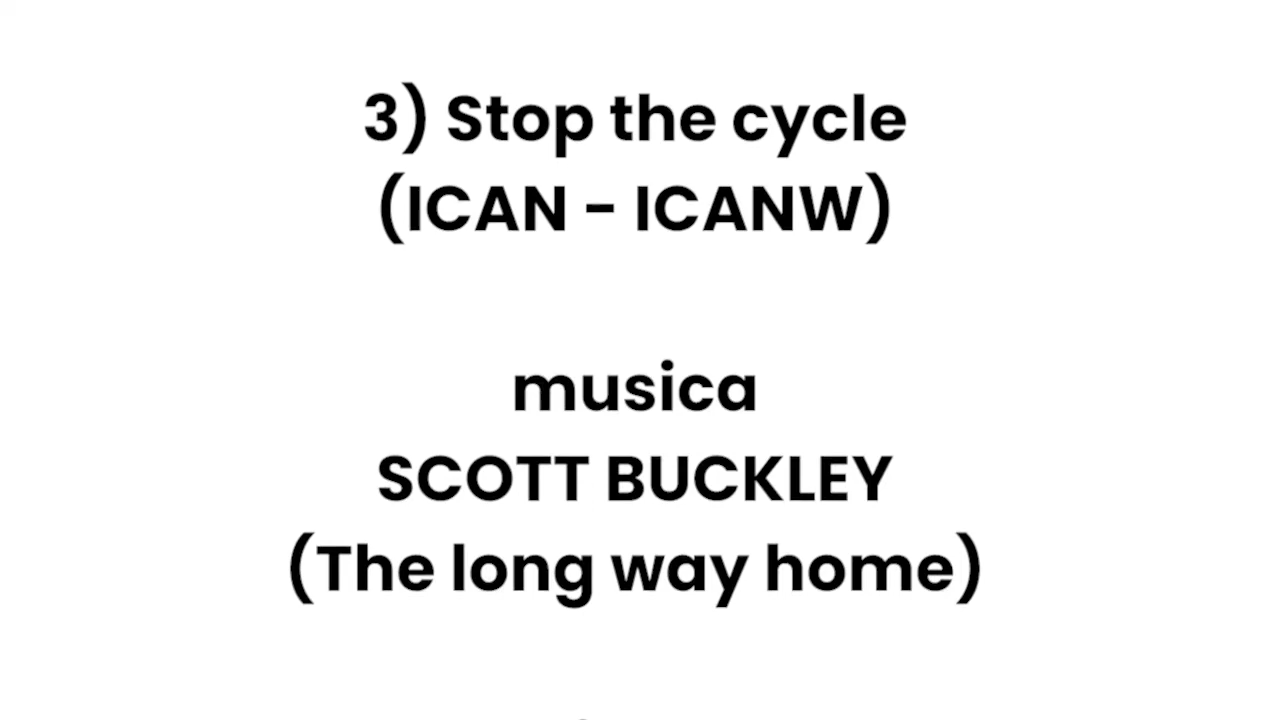 3) Stop the cycle
(ICAN - ICANW)
musica
SCOTT BUCKLEY
(The long way home)